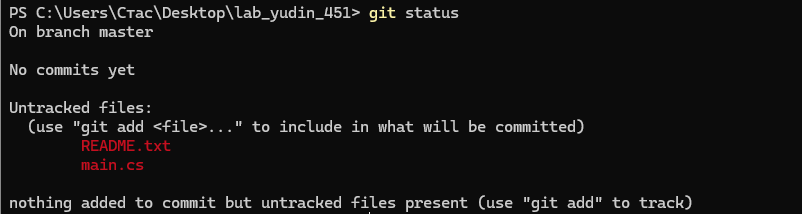 PS C:\Users\Стас\Desktop\lab_yudin_451> git status
On branch master
No commits yet
Untracked files:
(use "git add <file>..." to include in what will be committed)
README.txt
main.cs
nothing added to commit but untracked files present (use "git add" to track)